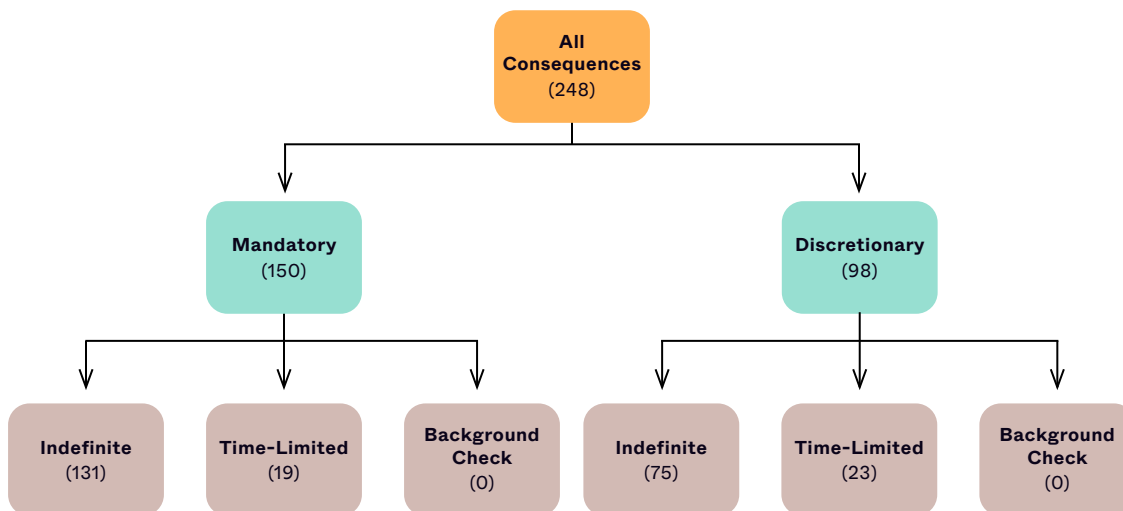 All
Consequences
(248)
Mandatory
(150)
Discretionary
(98)
Indefinite
(131)
Time-Limited
(19)
Background
Check
(0)
Indefinite
(75)
Time-Limited
(23)
Background
Check
(0)